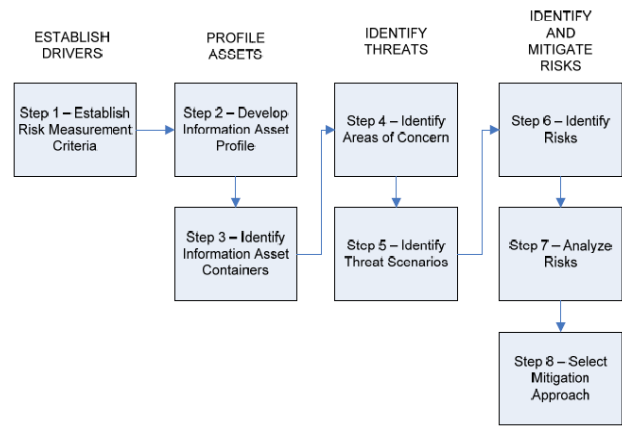 ESTABLISH
DRIVERS
PROFILE
ASSETS
IDENTIFY
THREATS
IDENTIFY
AND
MITIGATE
RISKS
Step 1 – Establish
Risk Measurement
Criteria
Step 2 – Develop
Information Asset
Profile
Step 3 – Identify
Information Asset
Containers
Step 4 – Identify
Areas of Concern
Step 5 – Identify
Threat Scenarios
Step 6 – Identify
Risks
Step 7 – Analyze
Risks
Step 8 – Select
Mitigation
Approach